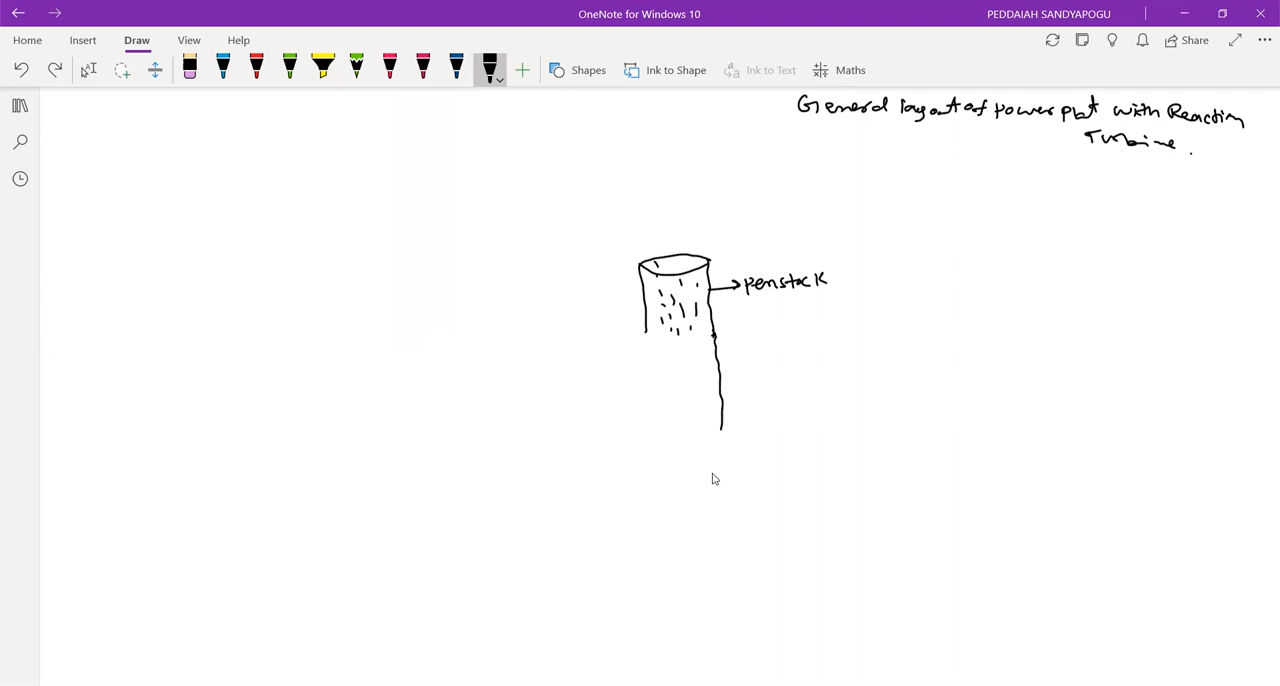 OneNote for Windows 10
PEDDAIAH SANDYAPOGU
Home Insert Draw View Help
Share
Shapes Ink to Shape Ink to Text Maths
General layout of power plat with Reaction
Turbine.
penstock